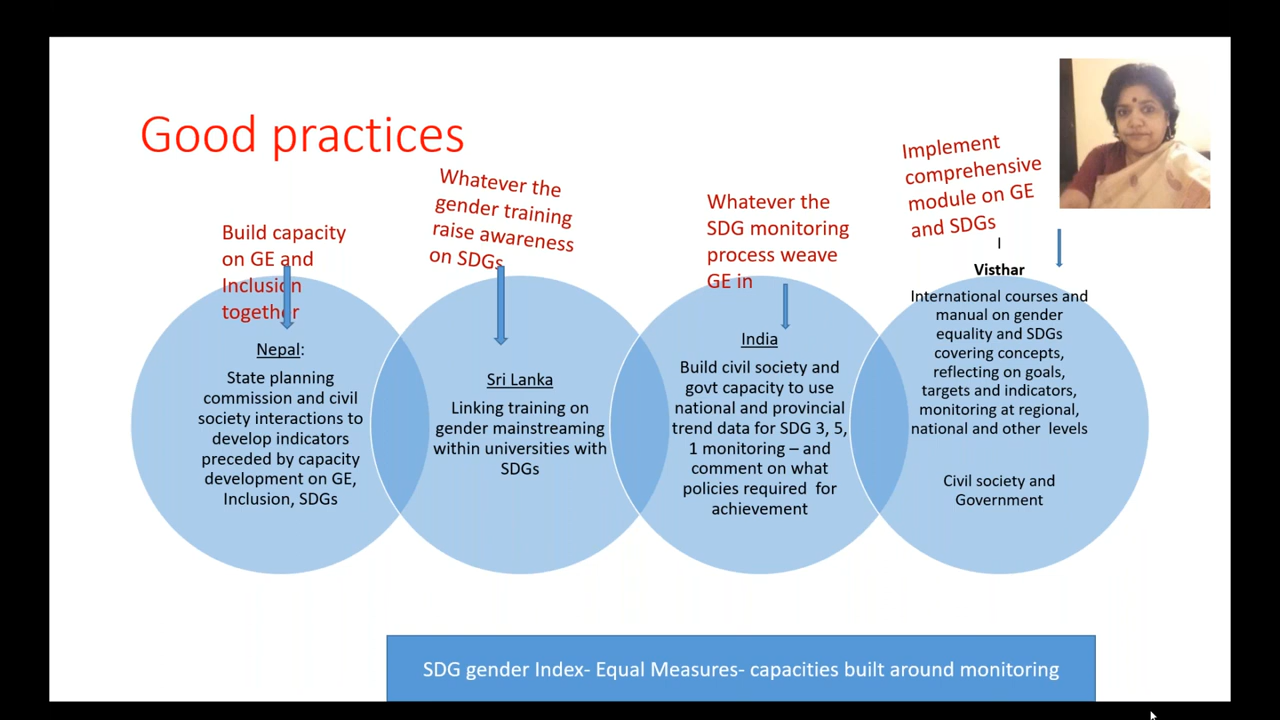 Good practices
Build capacity
on GE and
Inclusion
together
Nepal:
State planning
commission and civil
society interactions to
develop indicators
preceded by capacity
development on GE,
Inclusion, SDGs
Whatever the
gender training
raise awareness
on SDGs
Sri Lanka
Linking training on
gender mainstreaming
within universities with
SDGs
Whatever the
SDG monitoring
process weave
GE in
India
Build civil society and
govt capacity to use
national and provincial
trend data for SDG 3, 5,
1 monitoring – and
comment on what
policies required for
achievement
Implement
comprehensive
module on GE
and SDGs
I
Visthar
International courses and
manual on gender
equality and SDGs
covering concepts,
reflecting on goals,
targets and indicators,
monitoring at regional,
national and other levels
Civil society and
Government
SDG gender Index- Equal Measures- capacities built around monitoring